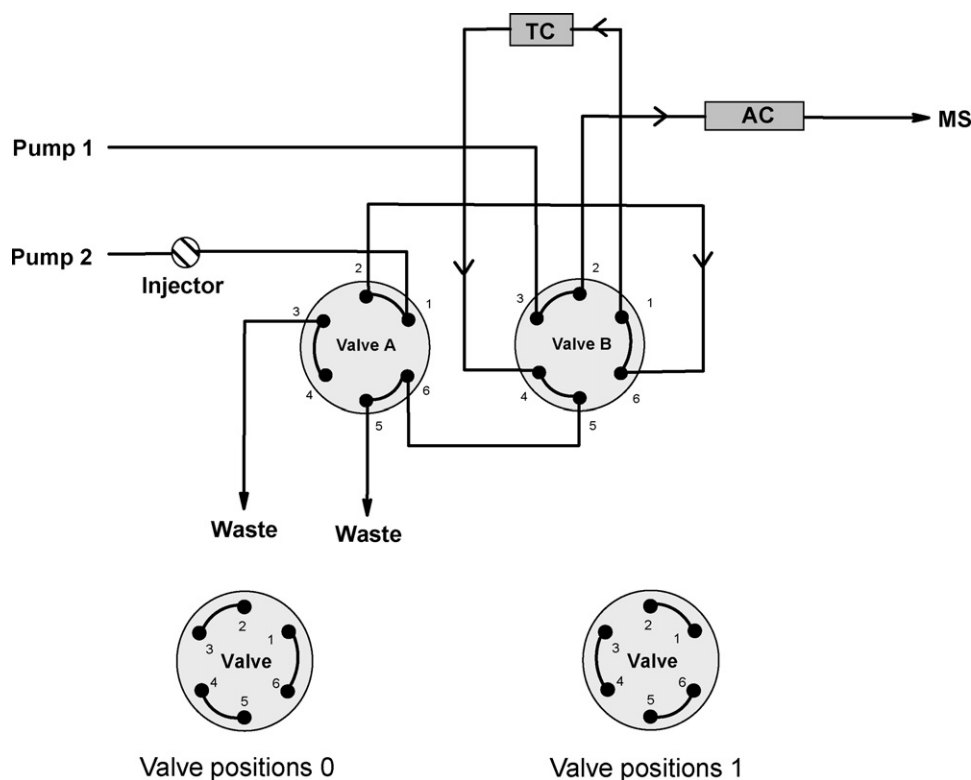 TC
AC
MS
Pump 1
Pump 2
Injector
2
1
3
Valve A
4
6
5
2
3
1
Valve B
4
6
5
Waste
Waste
2
1
3
Valve
4
6
5
2
1
3
Valve
4
6
5
Valve positions 0
Valve positions 1